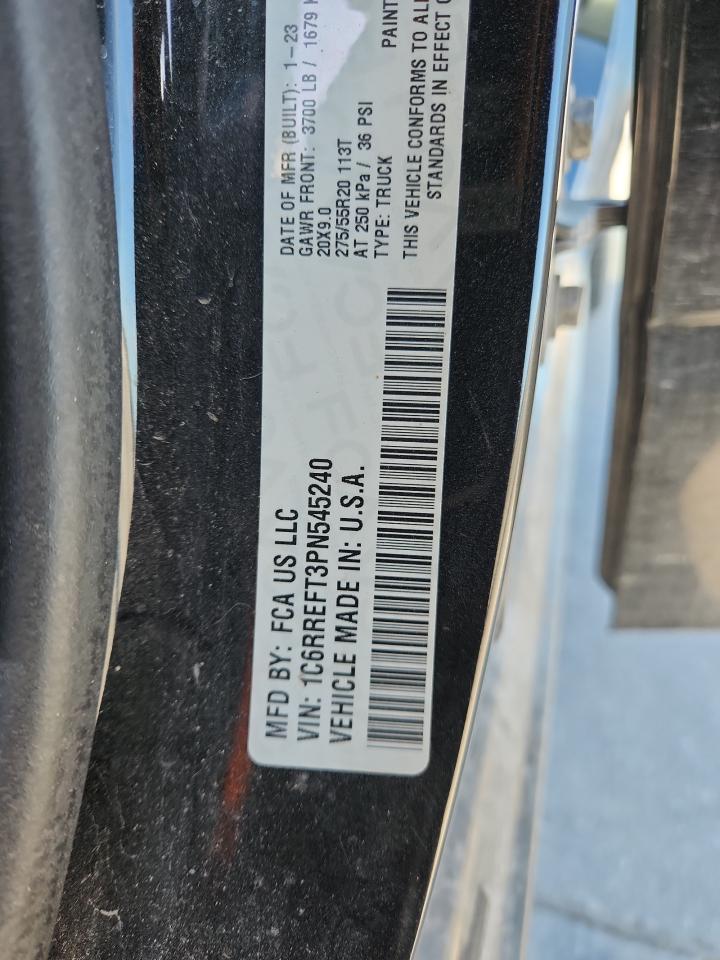 MFD BY: FCA US LLC
VIN: 1C6RREFT3PN545240
VEHICLE MADE IN: U.S.A.
DATE OF MFR (BUILT): 1-23
GAWR FRONT: 3700 LB / 1679
20X9.0
275/55R20 113T
AT 250 kPa / 36 PSI
TYPE: TRUCK PAINT
THIS VEHICLE CONFORMS TO
STANDARDS IN EFFECT